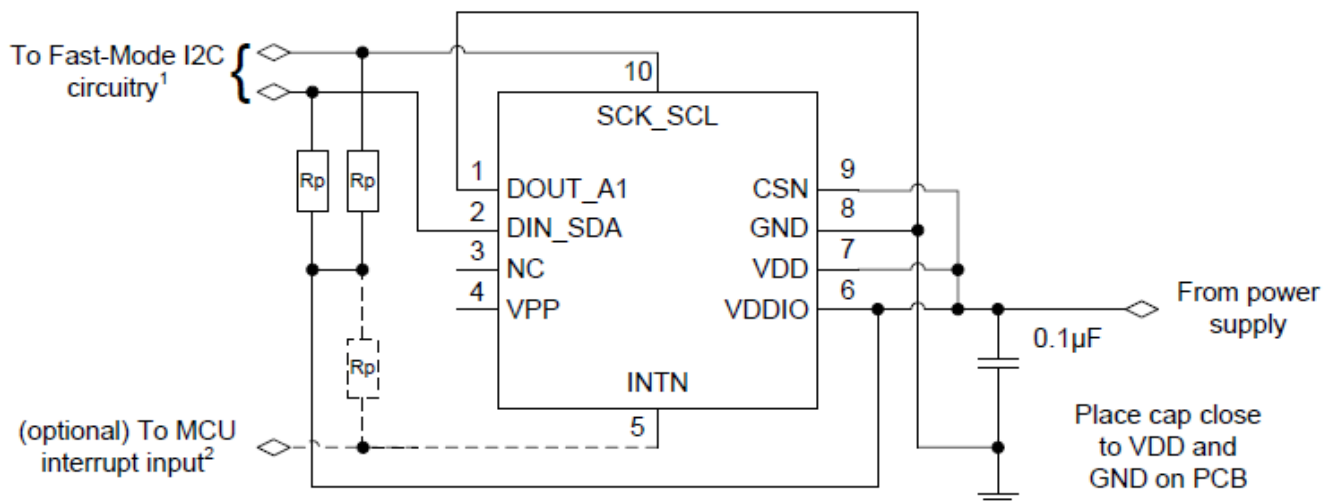 To Fast-Mode I2C
circuitry¹
{
10
SCK_SCL
Rp
Rp
1
DOUT_A1
2
DIN_SDA
3
NC
4
VPP
9
CSN
8
GND
7
VDD
6
VDDIO
From power
supply
0.1µF
Rp
INTN
5
(optional) To MCU
interrupt input²
Place cap close
to VDD and
GND on PCB